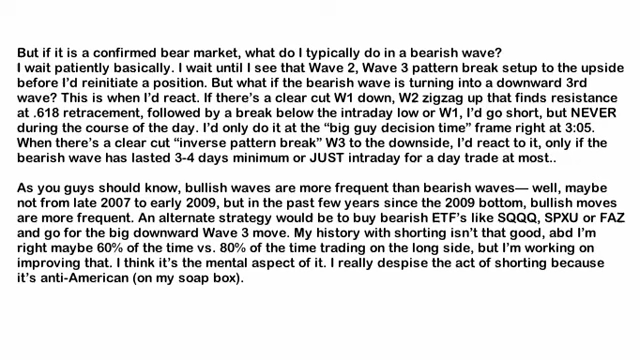 But if it is a confirmed bear market, what do I typically do in a bearish wave?
I wait patiently basically. I wait until I see that Wave 2, Wave 3 pattern break setup to the upside
before I'd reinitiate a position. But what if the bearish wave is turning into a downward 3rd
wave? This is when I'd react. If there's a clear cut W1 down, W2 zigzag up that finds resistance
at .618 retracement, followed by a break below the intraday low or W1, I'd go short, but NEVER
during the course of the day. I'd only do it at the “big guy decision time” frame right at 3:05.
When there's a clear cut “inverse pattern break” W3 to the downside, I'd react to it, only if the
bearish wave has lasted 3-4 days minimum or JUST intraday for a day trade at most..
As you guys should know, bullish waves are more frequent than bearish waves— well, maybe
not from late 2007 to early 2009, but in the past few years since the 2009 bottom, bullish moves
are more frequent. An alternate strategy would be to buy bearish ETF's like SQQQ, SPXU or FAZ
and go for the big downward Wave 3 move. My history with shorting isn't that good, abd I'm
right maybe 60% of the time vs. 80% of the time trading on the long side, but I'm working on
improving that. I think it's the mental aspect of it. I really despise the act of shorting because
it's anti-American (on my soap box).